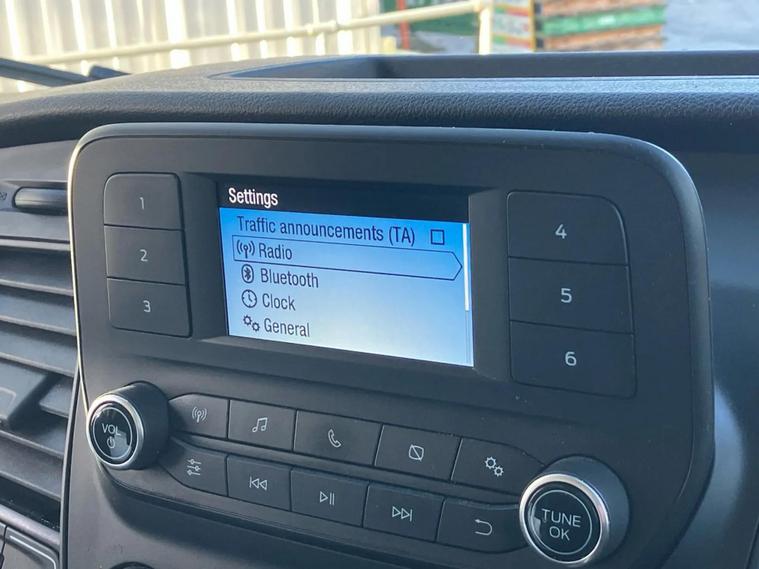 Settings
Traffic announcements (TA)
Radio
Bluetooth
Clock
General
1
2
3
4
5
6
VOL
TUNE
OK